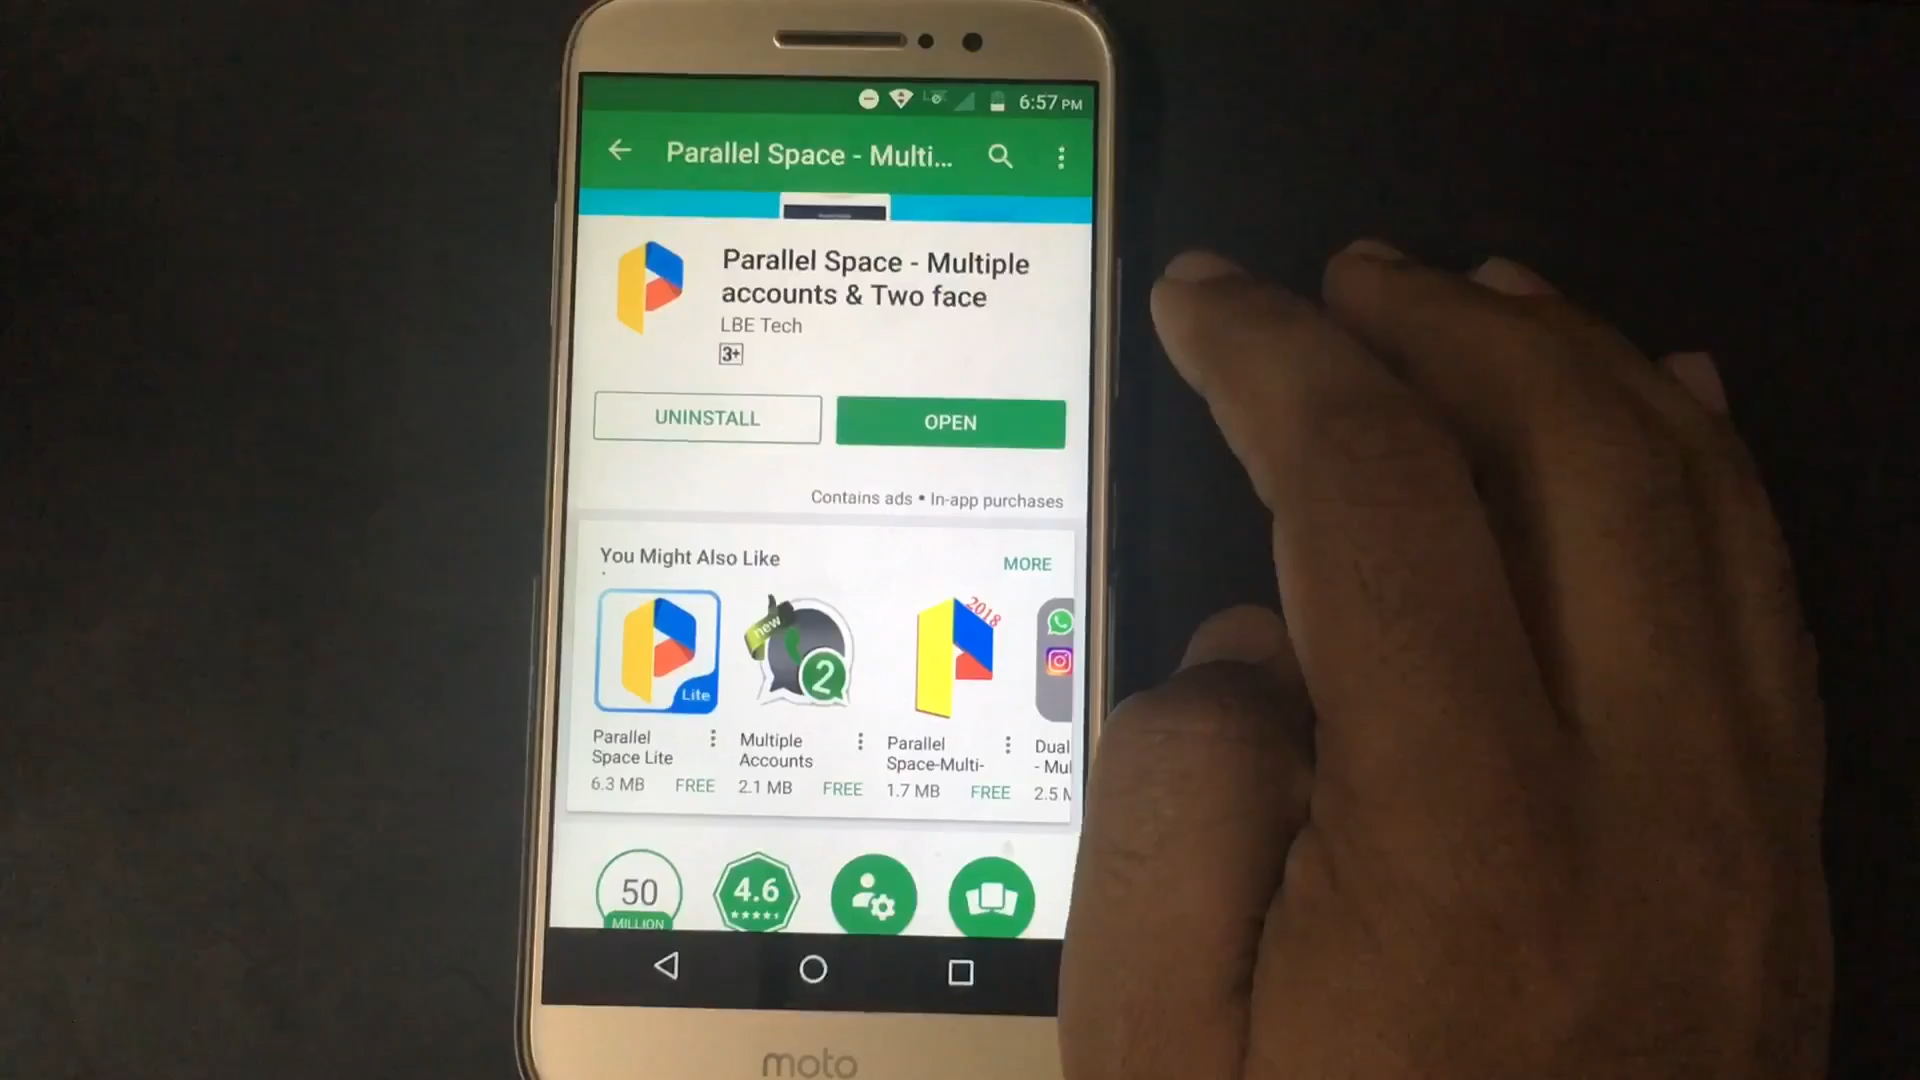 6:57 PM
Parallel Space - Multi...
Parallel Space - Multiple
accounts & Two face
LBE Tech
3+
UNINSTALL
OPEN
Contains ads • In-app purchases
You Might Also Like
MORE
Lite
new
2
2018
Parallel
Space Lite
6.3 MB
FREE
Multiple
Accounts
2.1 MB
FREE
Parallel
Space-Multi-
1.7 MB
FREE
Dual
- Mul
2.5 M
50
MILLION
4.6
moto